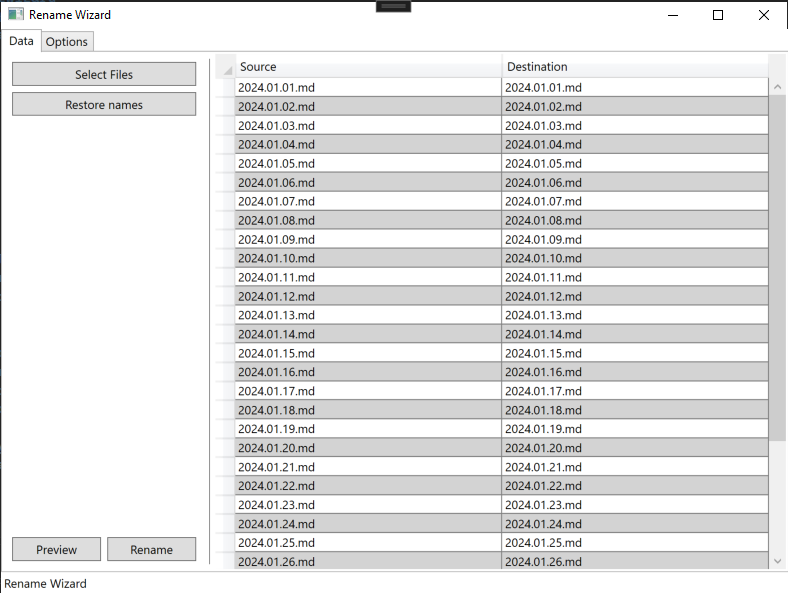 Rename Wizard
Data Options
Select Files
Restore names
Source Destination
2024.01.01.md 2024.01.01.md
2024.01.02.md 2024.01.02.md
2024.01.03.md 2024.01.03.md
2024.01.04.md 2024.01.04.md
2024.01.05.md 2024.01.05.md
2024.01.06.md 2024.01.06.md
2024.01.07.md 2024.01.07.md
2024.01.08.md 2024.01.08.md
2024.01.09.md 2024.01.09.md
2024.01.10.md 2024.01.10.md
2024.01.11.md 2024.01.11.md
2024.01.12.md 2024.01.12.md
2024.01.13.md 2024.01.13.md
2024.01.14.md 2024.01.14.md
2024.01.15.md 2024.01.15.md
2024.01.16.md 2024.01.16.md
2024.01.17.md 2024.01.17.md
2024.01.18.md 2024.01.18.md
2024.01.19.md 2024.01.19.md
2024.01.20.md 2024.01.20.md
2024.01.21.md 2024.01.21.md
2024.01.22.md 2024.01.22.md
2024.01.23.md 2024.01.23.md
2024.01.24.md 2024.01.24.md
2024.01.25.md 2024.01.25.md
2024.01.26.md 2024.01.26.md
Preview Rename
Rename Wizard